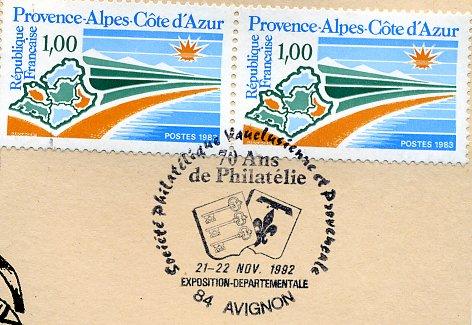 Provence-Alpes-Côte d'Azur
République Française
1,00
POSTES 1983
Provence-Alpes-Côte d'Azur
République Française
1,00
POSTES 1983
Société Philatélique Vauclusienne et Provençale
70 Ans
de Philatélie
21-22 NOV. 1992
EXPOSITION-DEPARTEMENTALE
84 AVIGNON